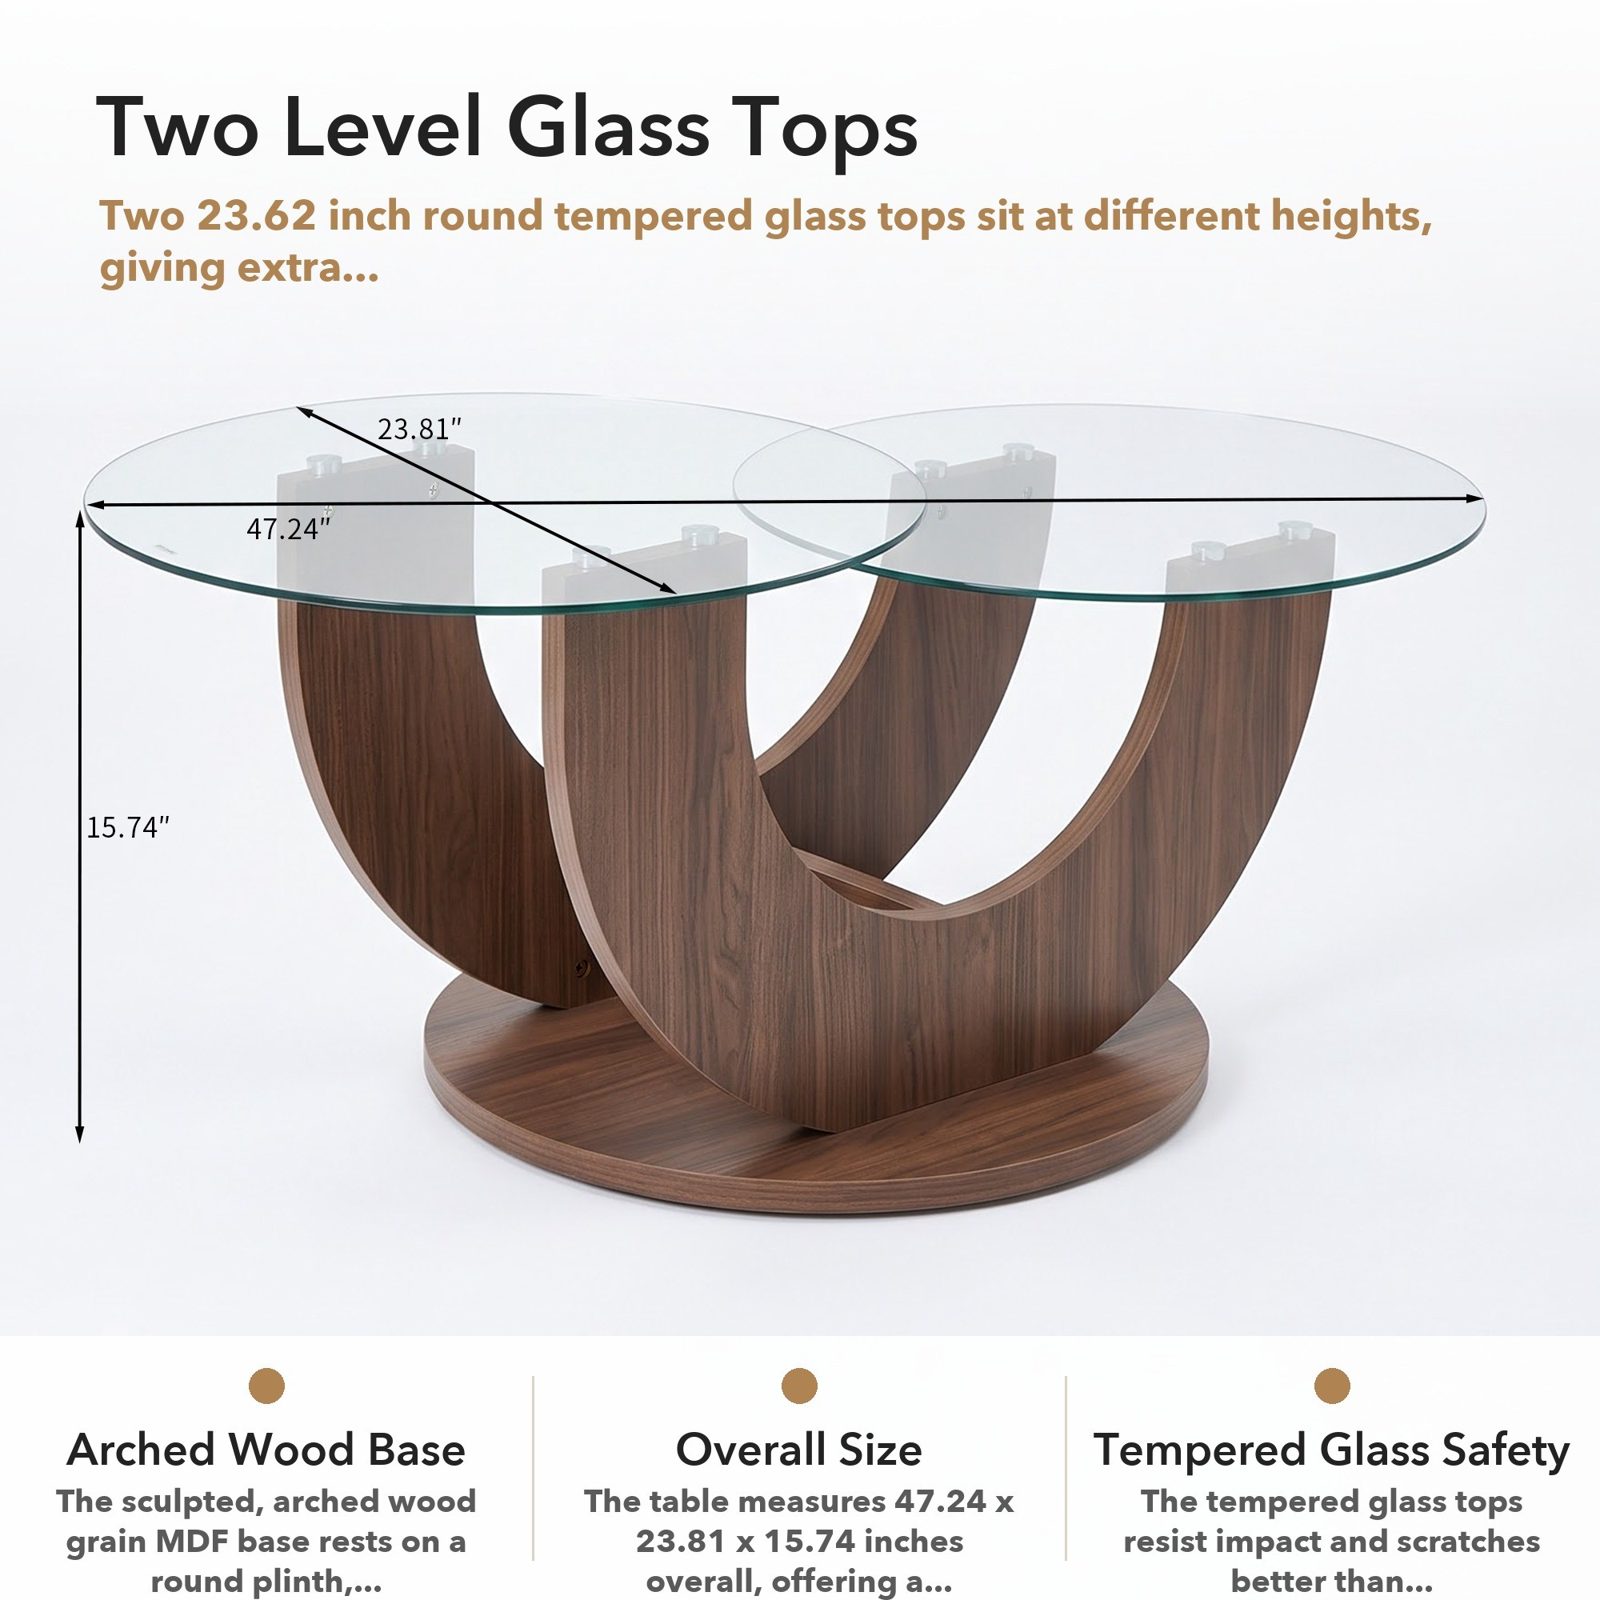 Two Level Glass Tops
Two 23.62 inch round tempered glass tops sit at different heights,
giving extra...
23.81"
47.24"
15.74"
Arched Wood Base
The sculpted, arched wood
grain MDF base rests on a
round plinth,...
Overall Size
The table measures 47.24 x
23.81 x 15.74 inches
overall, offering a...
Tempered Glass Safety
The tempered glass tops
resist impact and scratches
better than...